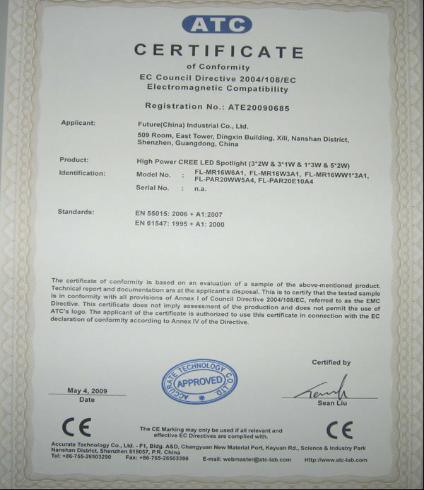 ATC
CERTIFICATE
of Conformity
EC Council Directive 2004/108/EC
Electromagnetic Compatibility
Registration No.: ATE20090685
Applicant: Future(China) Industrial Co., Ltd.
509 Room, East Tower, Dingxin Building, Xili, Nanshan District,
Shenzhen, Guangdong, China
Product: High Power CREE LED Spotlight (3*2W & 3*1W & 1*3W & 5*2W)
Identification: Model No. : FL-MR16W6A1, FL-MR16W3A1, FL-MR16WW1*3A1,
FL-PAR20WW5A4, FL-PAR20E10A4
Serial No. : n.a.
Standards: EN 55015: 2006 + A1:2007
EN 61547: 1995 + A1: 2000
The certificate of conformity is based on an evaluation of a sample of the above-mentioned product.
Technical report and documentation are at the applicant's disposal. This is to certify that the tested sample
is in conformity with all provisions of Annex I of Council Directive 2004/108/EC, referred to as the EMC
Directive. This certificate does not imply assessment of the production and does not permit the use of
ATC's logo. The applicant of the certificate is authorized to use this certificate in connection with the EC
declaration of conformity according to Annex IV of the Directive.
Certified by
ACCURATE TECHNOLOGY CO. LTD
APPROVED
May 4, 2009
Date
Sean Liu
CE
The CE Marking may only be used if all relevant and
effective EC Directives are complied with.
CE
Accurate Technology Co., Ltd. - F1, Bldg. A&D, Changyuan New Material Port, Keyuan Rd., Science & Industry Park
Nanshan District, Shenzhen 518057, P.R. China
Tel: +86-755-26503290 Fax: +86-755-26503396 E-mail: webmaster@atc-lab.com Http://www.atc-lab.com